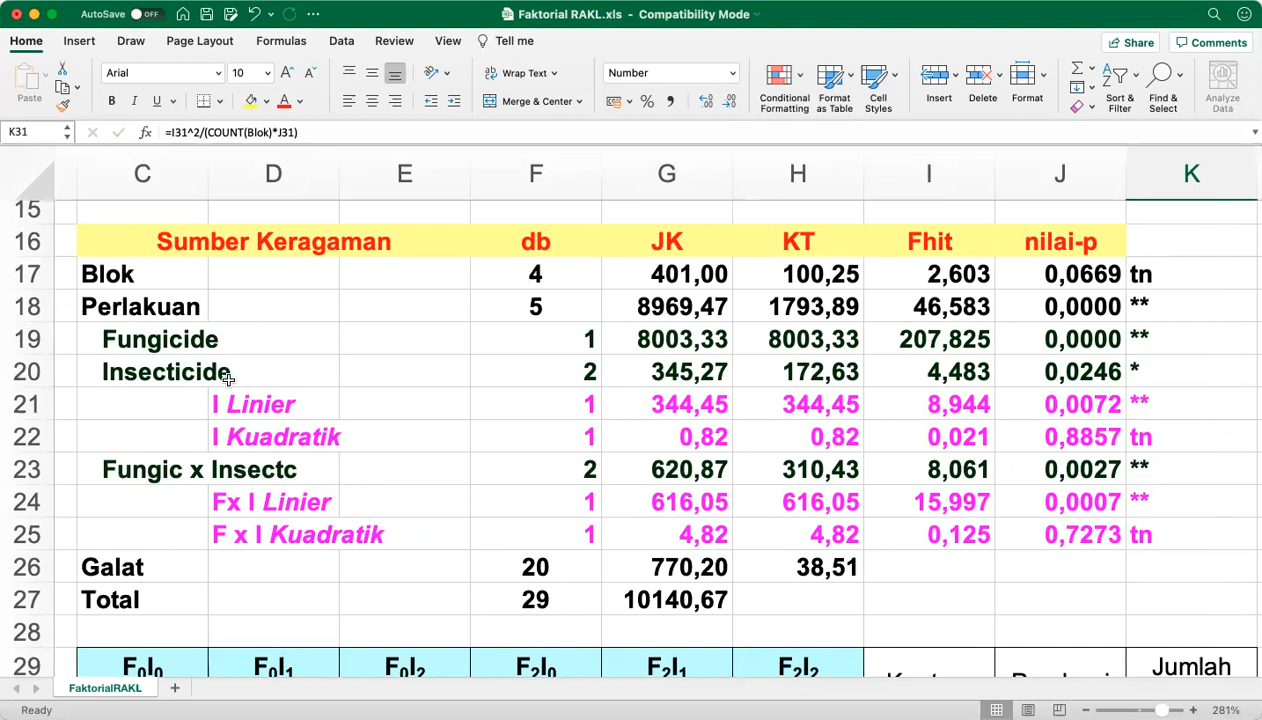 AutoSave OFF
Faktorial RAKL.xls - Compatibility Mode
Home Insert Draw Page Layout Formulas Data Review View Tell me
Share Comments
Paste
Arial 10
B I U A
Wrap Text
Merge & Center
Number
Conditional Formatting
Format as Table
Cell Styles
Insert Delete Format
Sort & Filter
Find & Select
Analyze Data
K31 fx =I31^2/(COUNT(Blok)*J31)
C D E F G H I J K
15
16 Sumber Keragaman db JK KT Fhit nilai-p
17 Blok 4 401,00 100,25 2,603 0,0669 tn
18 Perlakuan 5 8969,47 1793,89 46,583 0,0000 **
19 Fungicide 1 8003,33 8003,33 207,825 0,0000 **
20 Insecticide 2 345,27 172,63 4,483 0,0246 *
21 I Linier 1 344,45 344,45 8,944 0,0072 **
22 I Kuadratik 1 0,82 0,82 0,021 0,8857 tn
23 Fungic x Insectc 2 620,87 310,43 8,061 0,0027 **
24 Fx I Linier 1 616,05 616,05 15,997 0,0007 **
25 F x I Kuadratik 1 4,82 4,82 0,125 0,7273 tn
26 Galat 20 770,20 38,51
27 Total 29 10140,67
28
29 F₀I₀ F₀I₁ F₀I₂ F₂I₀ F₂I₁ F₂I₂ Jumlah
FaktorialRAKL
Ready 281%